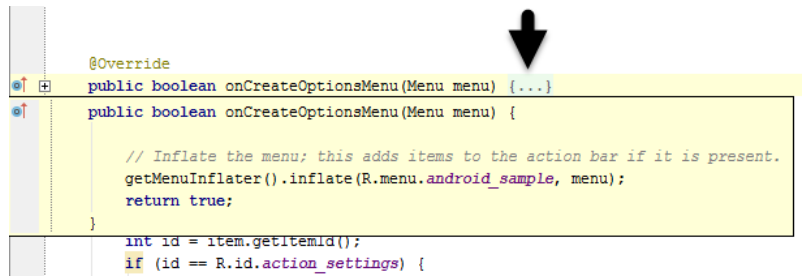 @Override
public boolean onCreateOptionsMenu(Menu menu) {...}
public boolean onCreateOptionsMenu(Menu menu) {
// Inflate the menu; this adds items to the action bar if it is present.
getMenuInflater().inflate(R.menu.android_sample, menu);
return true;
}
int id = item.getItemId();
if (id == R.id.action_settings) {